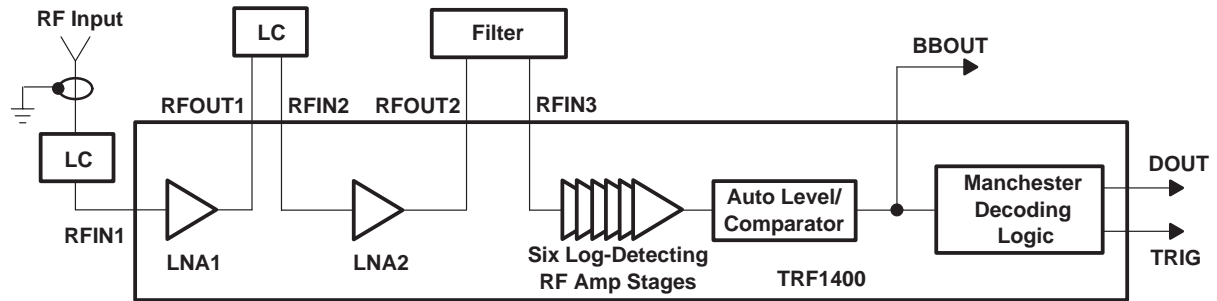 RF Input
LC
Filter
BBOUT
RFOUT1
RFIN2
RFOUT2
RFIN3
LC
RFIN1
LNA1
LNA2
Six Log-Detecting
RF Amp Stages
Auto Level/
Comparator
Manchester
Decoding
Logic
DOUT
TRIG
TRF1400